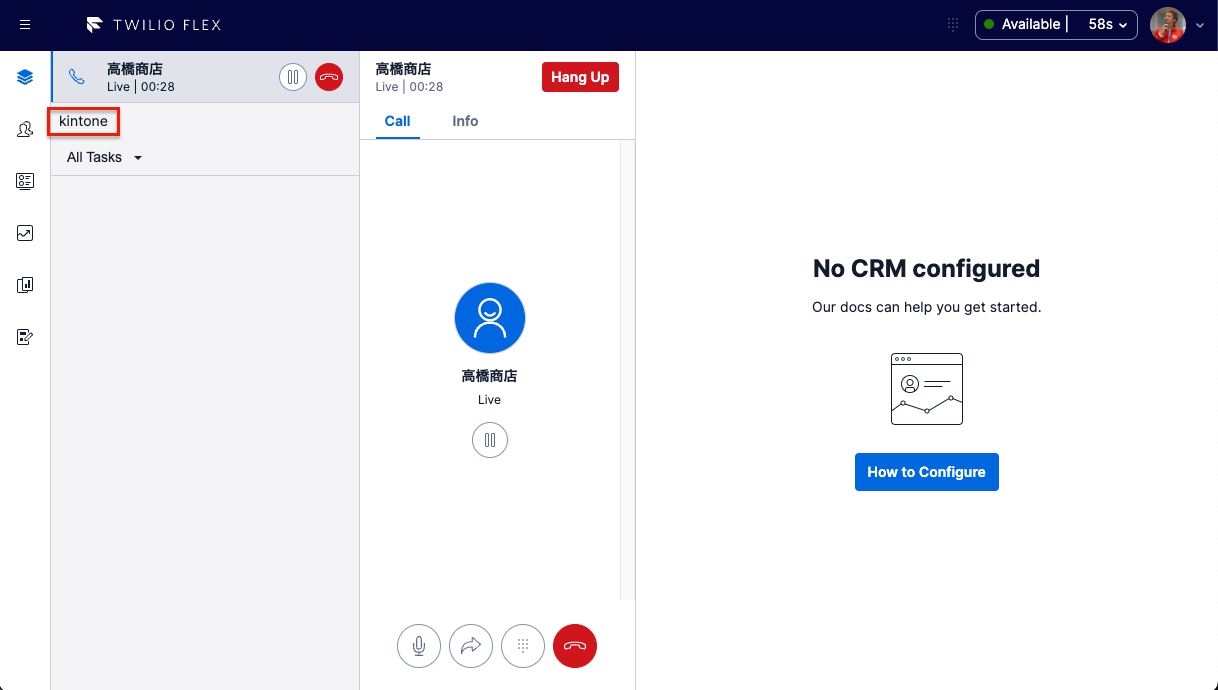 TWILIO FLEX
Available | 58s
高橋商店
Live | 00:28
kintone
All Tasks
高橋商店
Live | 00:28
Hang Up
Call Info
高橋商店
Live
No CRM configured
Our docs can help you get started.
How to Configure